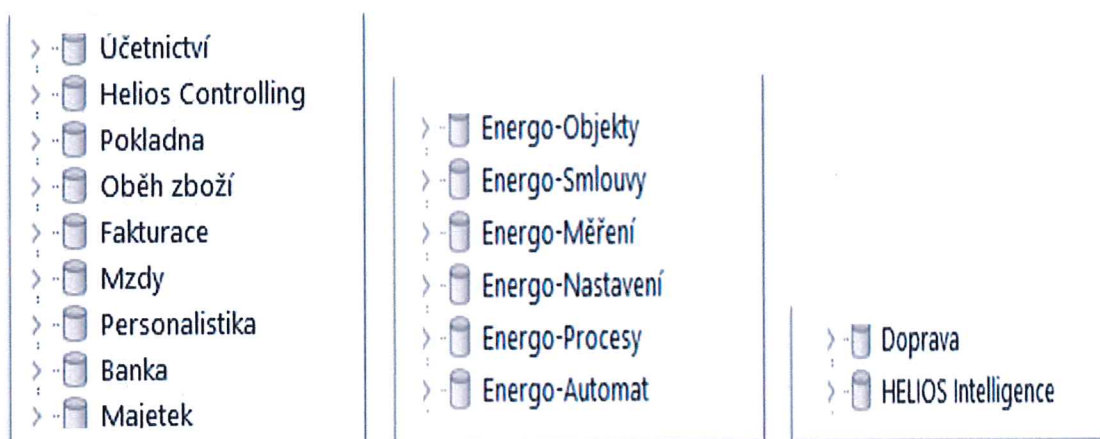 Účetnictví
Helios Controlling
Pokladna
Oběh zboží
Fakturace
Mzdy
Personalistika
Banka
Majetek
Energo-Objekty
Energo-Smlouvy
Energo-Měření
Energo-Nastavení
Energo-Procesy
Energo-Automat
Doprava
HELIOS Intelligence